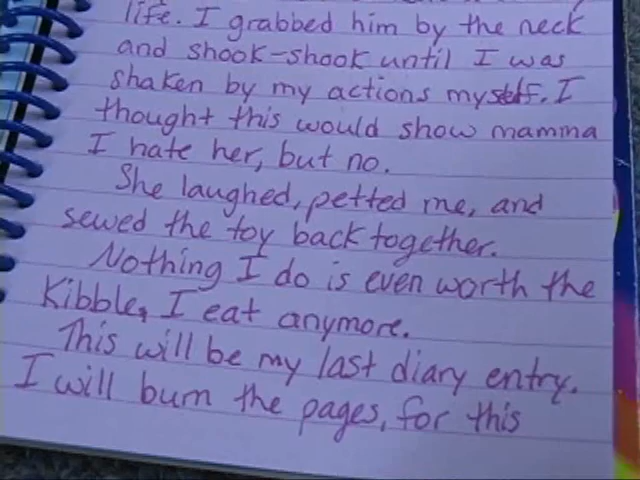 life. I grabbed him by the neck
and shook-shook until I was
shaken by my actions myself. I
thought this would show mamma
I hate her, but no.
She laughed, petted me, and
sewed the toy back together.
Nothing I do is even worth the
Kibble, I eat anymore.
This will be my last diary entry.
I will burn the pages, for this